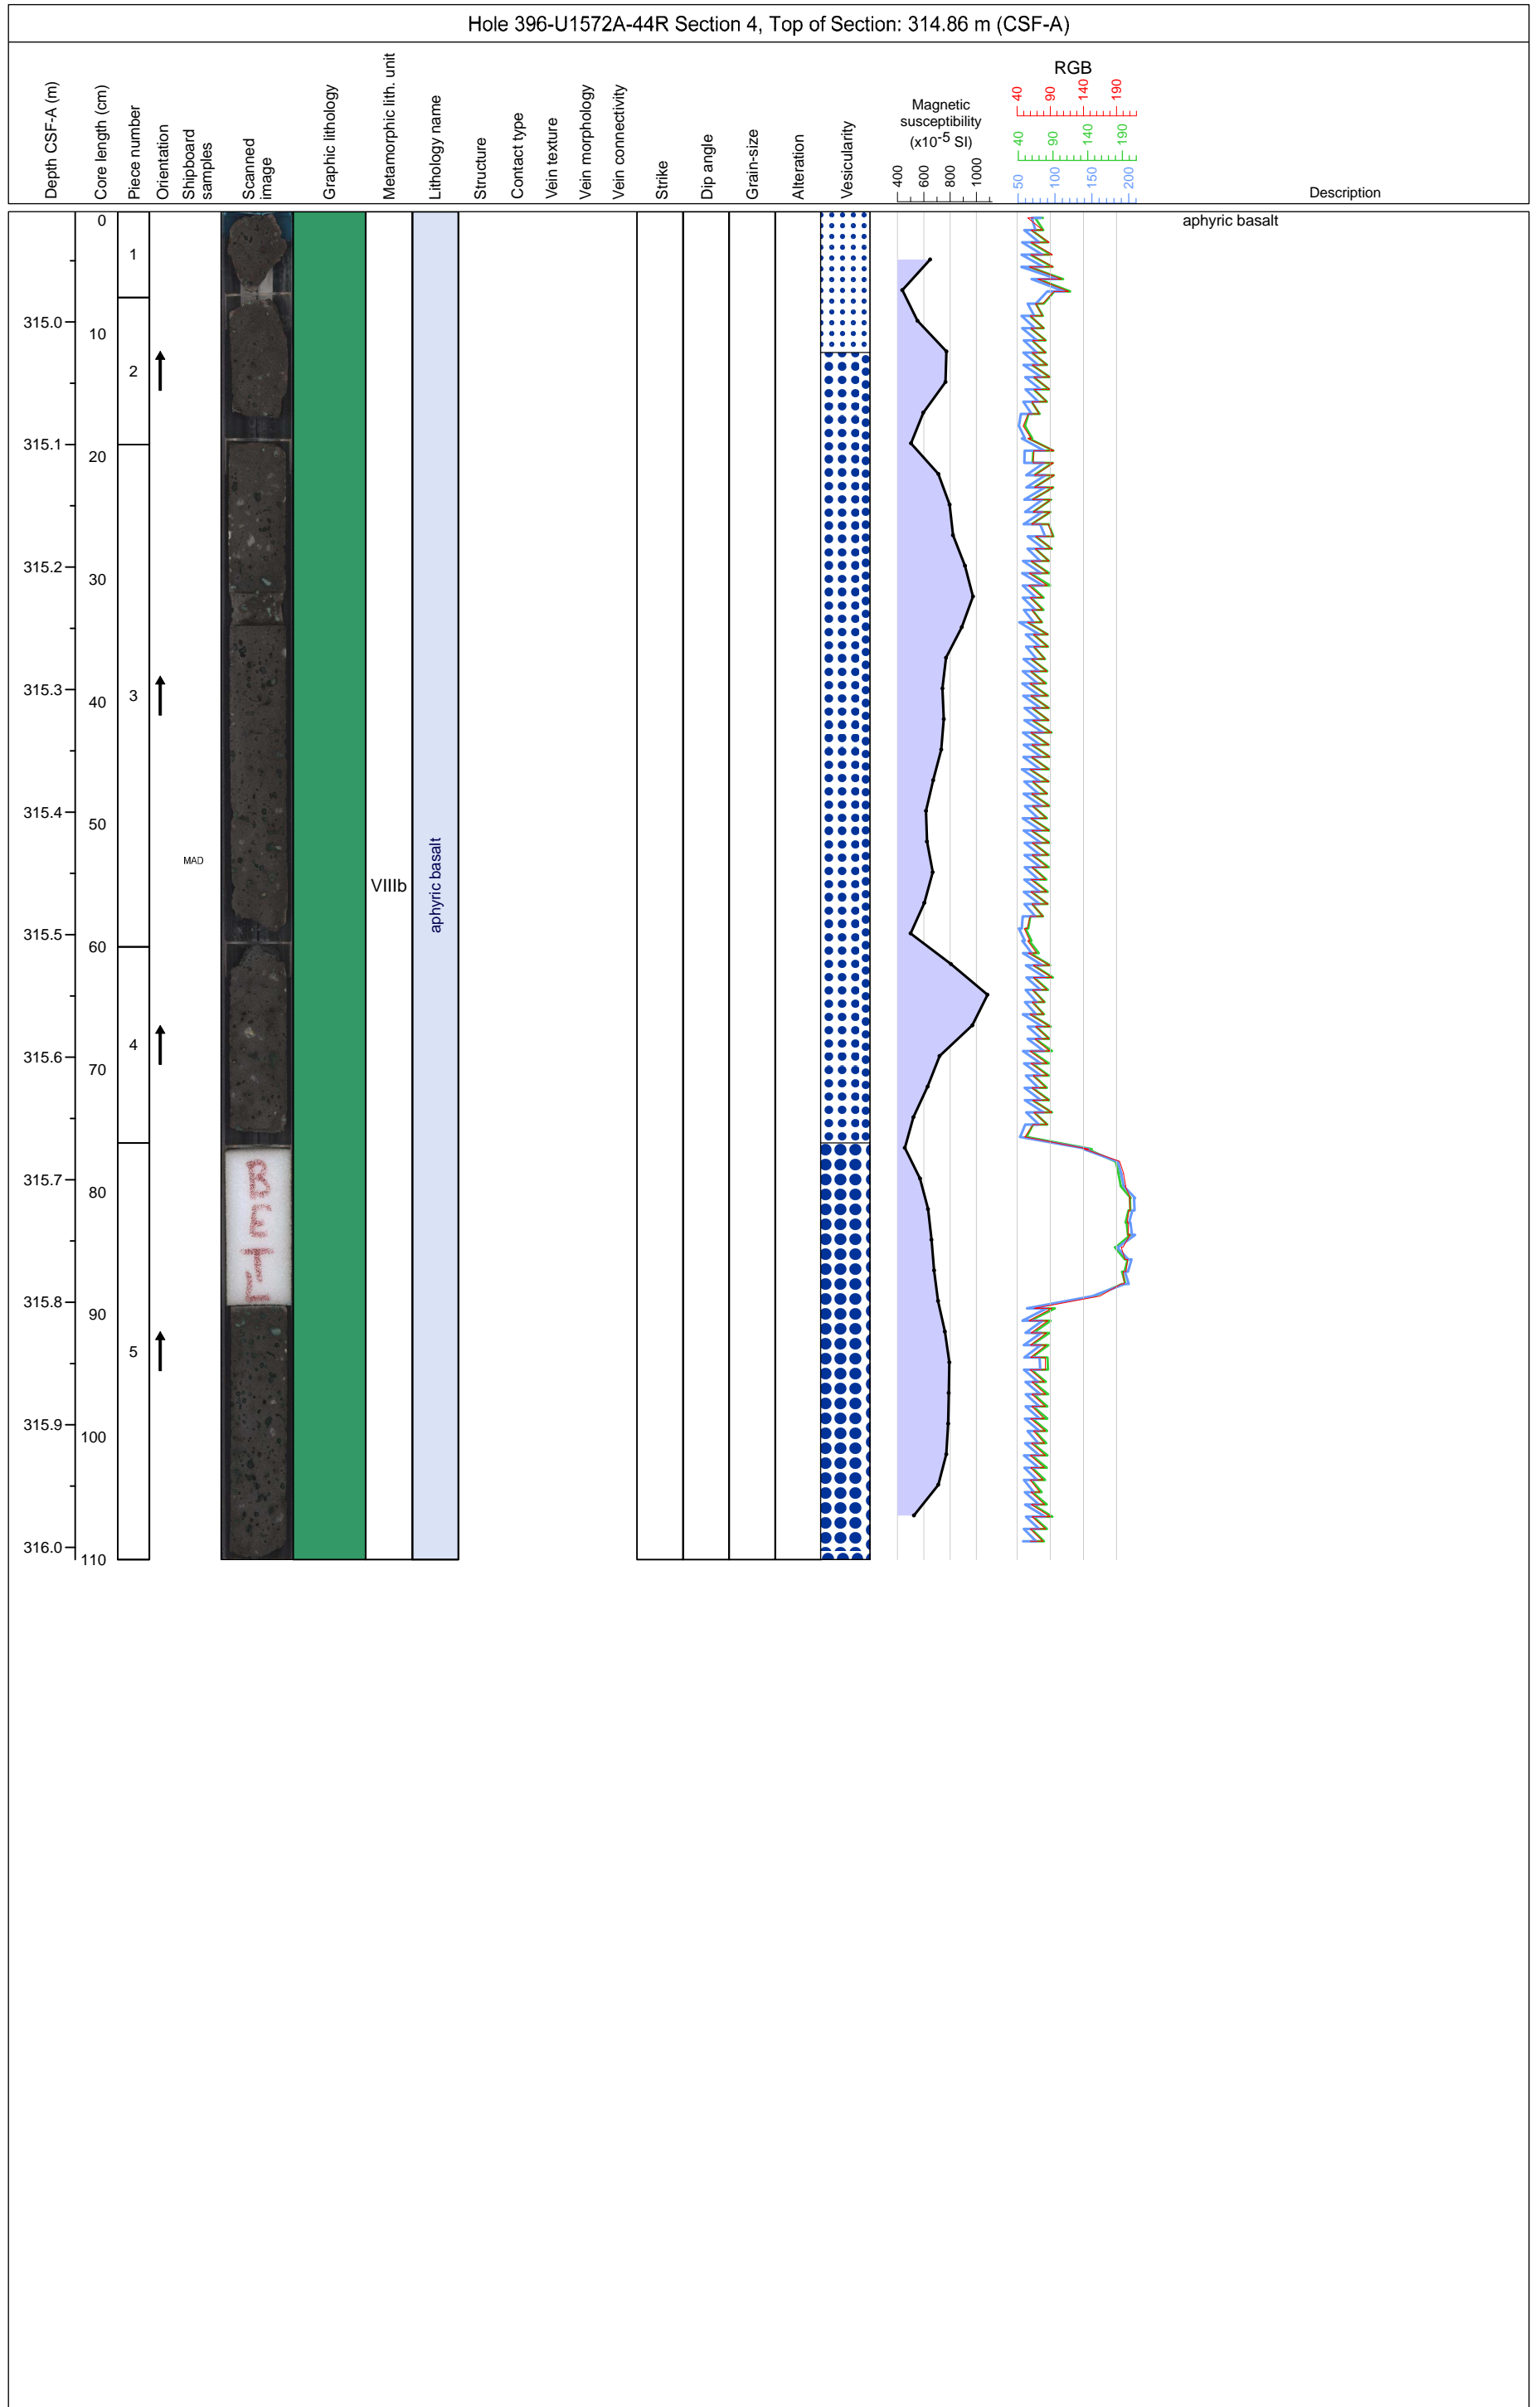 Hole 396-U1572A-44R Section 4, Top of Section: 314.86 m (CSF-A)
Depth CSF-A (m)
Core length (cm)
Piece number
Orientation
Shipboard
samples
Scanned
image
Graphic lithology
Metamorphic lith. unit
Lithology name
Structure
Contact type
Vein texture
Vein morphology
Vein connectivity
Strike
Dip angle
Grain-size
Alteration
Vesicularity
Magnetic
susceptibility
(x10-5 SI)
400 600 800 1000
RGB
40 90 140 190
40 90 140 190
50 100 150 200
Description
aphyric basalt
0
1
315.0
10
2
315.1
20
315.2
30
315.3
40
3
50
315.4
MAD
VIIIb
aphyric basalt
315.5
60
4
315.6
70
315.7
80
315.8
90
5
315.9
100
316.0
110